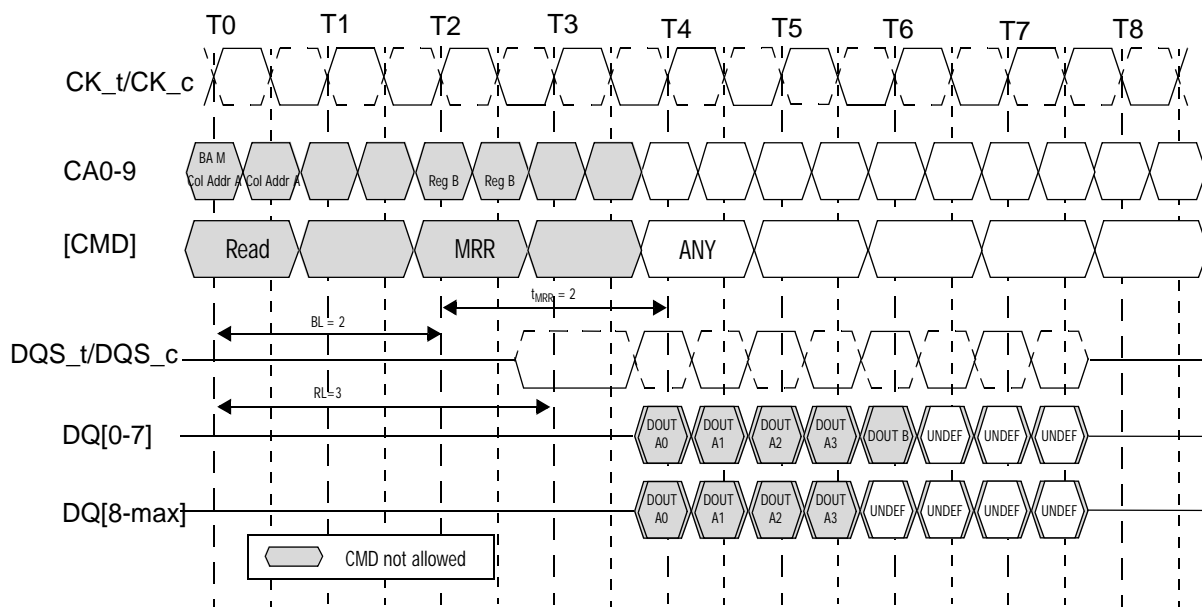 T0 T1 T2 T3 T4 T5 T6 T7 T8
CK_t/CK_c
CA0-9
BA M
Col Addr A
Col Addr A
Reg B
Reg B
[CMD]
Read
MRR
ANY
tMRR = 2
BL = 2
DQS_t/DQS_c
RL=3
DQ[0-7]
DOUT A0
DOUT A1
DOUT A2
DOUT A3
DOUT B
UNDEF
UNDEF
UNDEF
DQ[8-max]
DOUT A0
DOUT A1
DOUT A2
DOUT A3
UNDEF
UNDEF
UNDEF
UNDEF
CMD not allowed